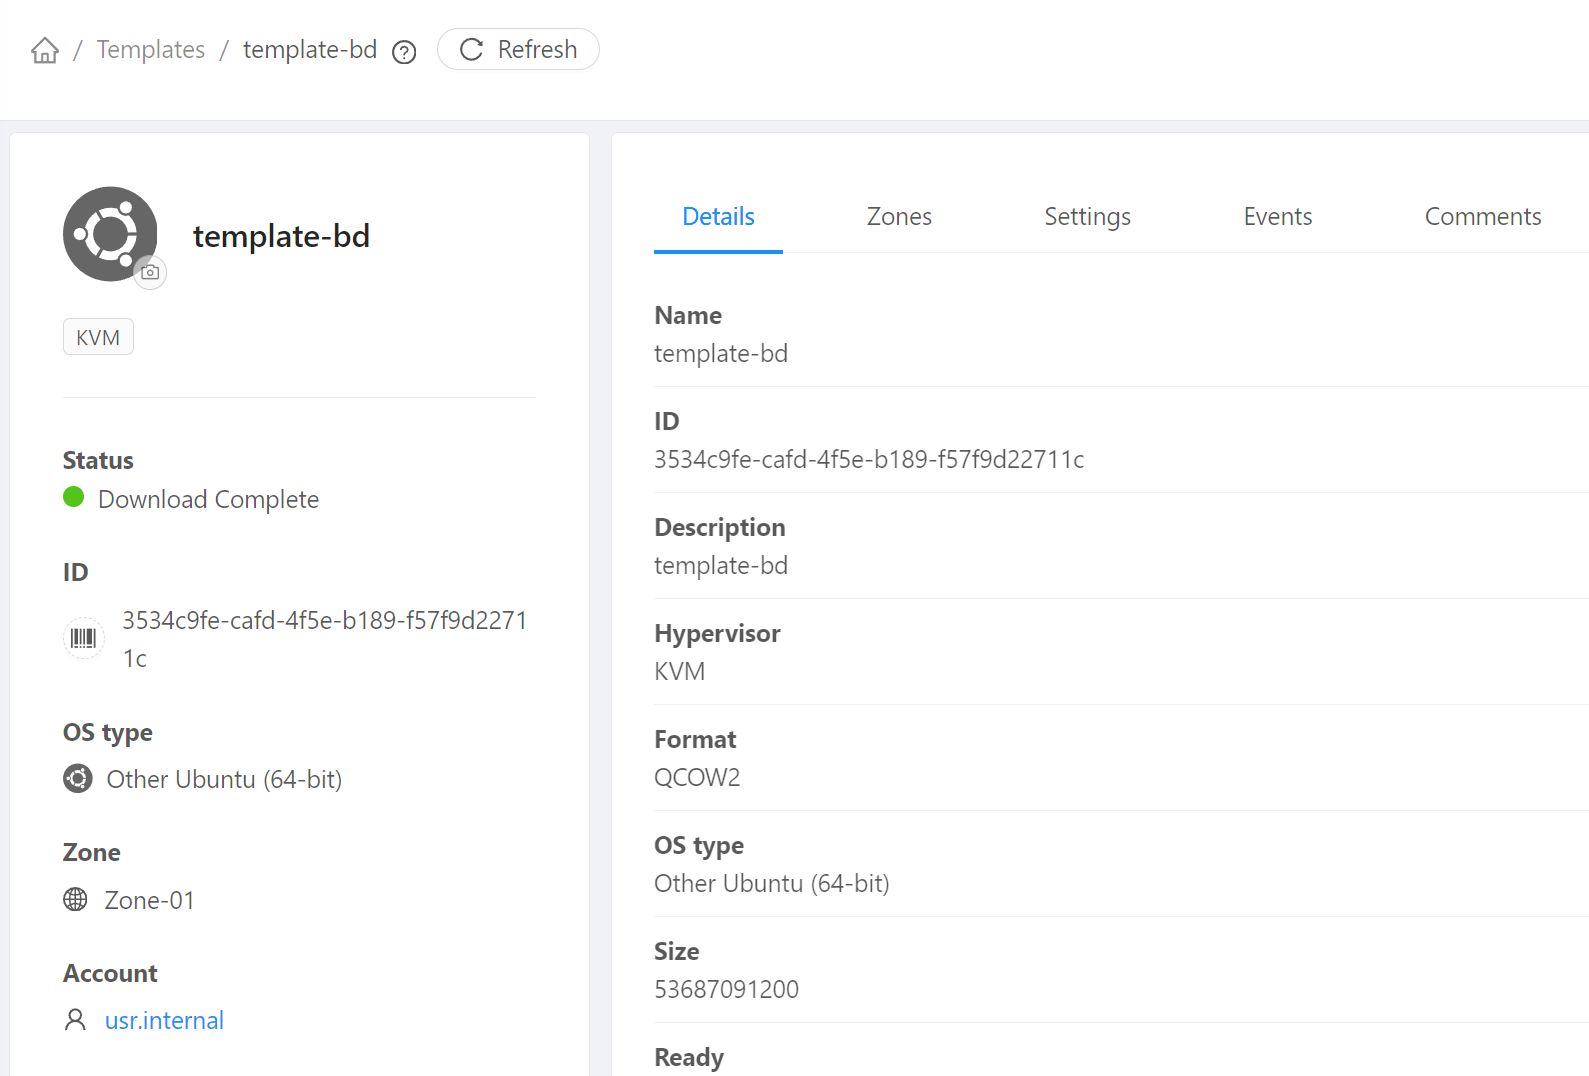 / Templates / template-bd ? Refresh
template-bd
KVM
Status
Download Complete
ID
3534c9fe-cafd-4f5e-b189-f57f9d2271
1c
OS type
Other Ubuntu (64-bit)
Zone
Zone-01
Account
usr.internal
Details Zones Settings Events Comments
Name
template-bd
ID
3534c9fe-cafd-4f5e-b189-f57f9d22711c
Description
template-bd
Hypervisor
KVM
Format
QCOW2
OS type
Other Ubuntu (64-bit)
Size
53687091200
Ready